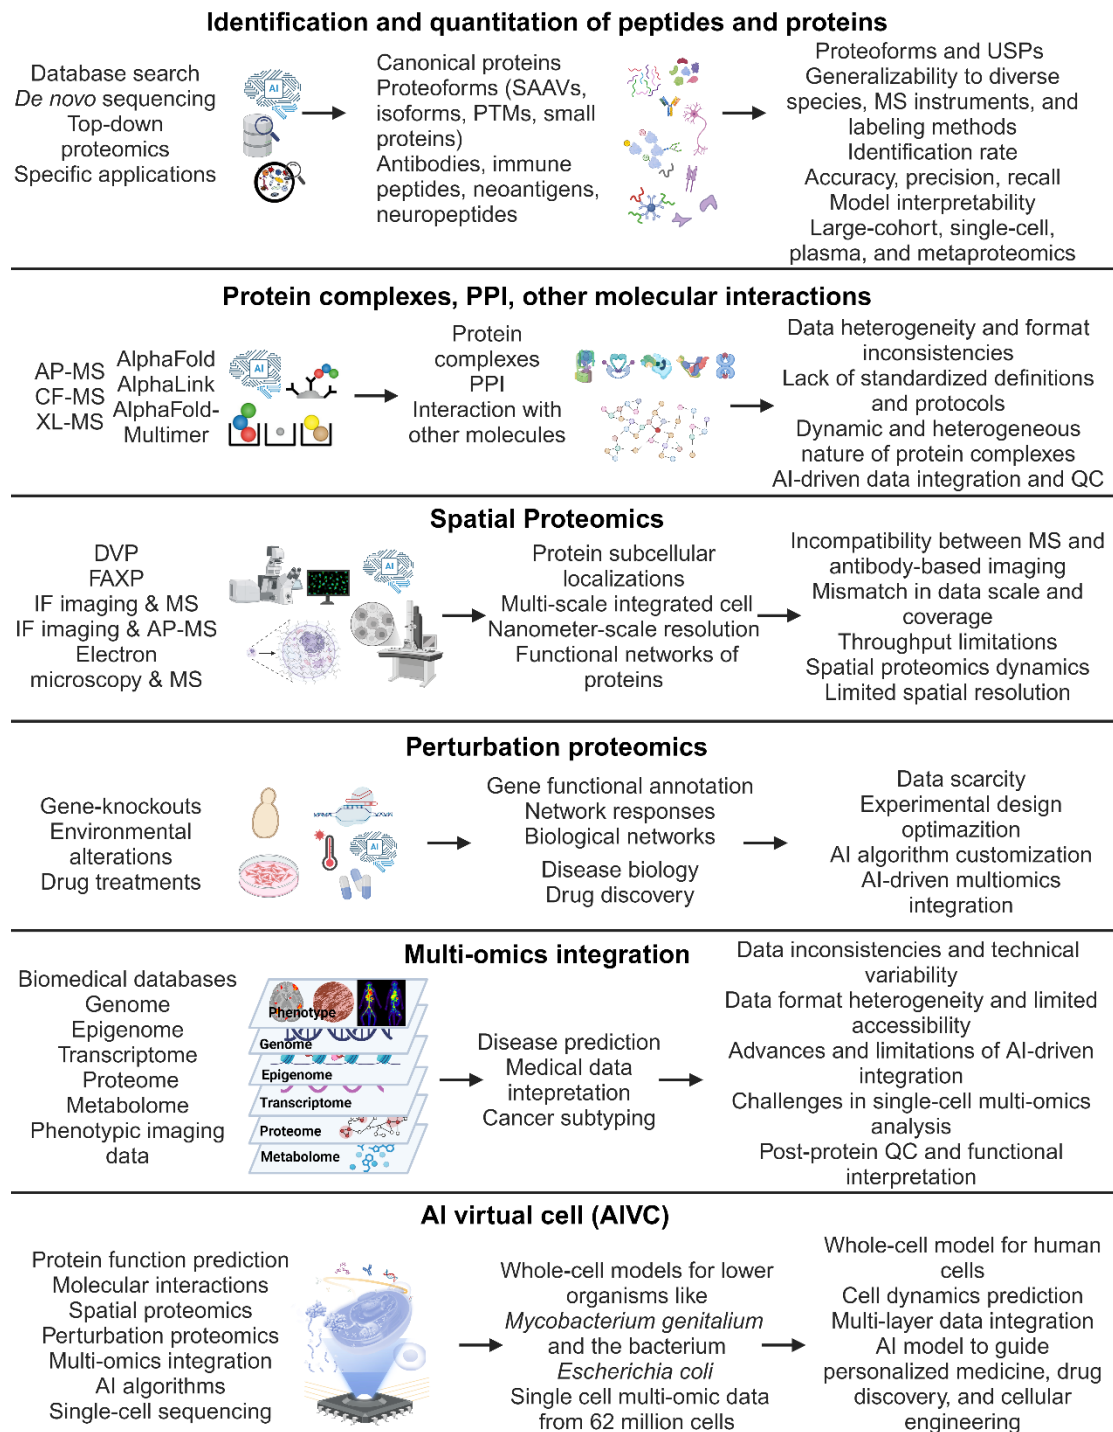 Identification and quantitation of peptides and proteins
Database search
De novo sequencing
Top-down
proteomics
Specific applications
AI
Canonical proteins
Proteoforms (SAAVs,
isoforms, PTMs, small
proteins)
Antibodies, immune
peptides, neoantigens,
neuropeptides
Proteoforms and USPs
Generalizability to diverse
species, MS instruments, and
labeling methods
Identification rate
Accuracy, precision, recall
Model interpretability
Large-cohort, single-cell,
plasma, and metaproteomics
Protein complexes, PPI, other molecular interactions
AP-MS
CF-MS
XL-MS
AlphaFold
AlphaLink
AlphaFold-
Multimer
AI
Protein
complexes
PPI
Interaction with
other molecules
Data heterogeneity and format
inconsistencies
Lack of standardized definitions
and protocols
Dynamic and heterogeneous
nature of protein complexes
AI-driven data integration and QC
Spatial Proteomics
DVP
FAXP
IF imaging & MS
IF imaging & AP-MS
Electron
microscopy & MS
AI
Protein subcellular
localizations
Multi-scale integrated cell
Nanometer-scale resolution
Functional networks of
proteins
Incompatibility between MS and
antibody-based imaging
Mismatch in data scale and
coverage
Throughput limitations
Spatial proteomics dynamics
Limited spatial resolution
Perturbation proteomics
Gene-knockouts
Environmental
alterations
Drug treatments
AI
Gene functional annotation
Network responses
Biological networks
Disease biology
Drug discovery
Data scarcity
Experimental design
optimazition
AI algorithm customization
AI-driven multiomics
integration
Multi-omics integration
Biomedical databases
Genome
Epigenome
Transcriptome
Proteome
Metabolome
Phenotypic imaging
data
Phenotype
Genome
Epigenome
Transcriptome
Proteome
Metabolome
Disease prediction
Medical data
intepretation
Cancer subtyping
Data inconsistencies and technical
variability
Data format heterogeneity and limited
accessibility
Advances and limitations of AI-driven
integration
Challenges in single-cell multi-omics
analysis
Post-protein QC and functional
interpretation
AI virtual cell (AIVC)
Protein function prediction
Molecular interactions
Spatial proteomics
Perturbation proteomics
Multi-omics integration
AI algorithms
Single-cell sequencing
Whole-cell models for lower
organisms like
Mycobacterium genitalium
and the bacterium
Escherichia coli
Single cell multi-omic data
from 62 million cells
Whole-cell model for human
cells
Cell dynamics prediction
Multi-layer data integration
AI model to guide
personalized medicine, drug
discovery, and cellular
engineering